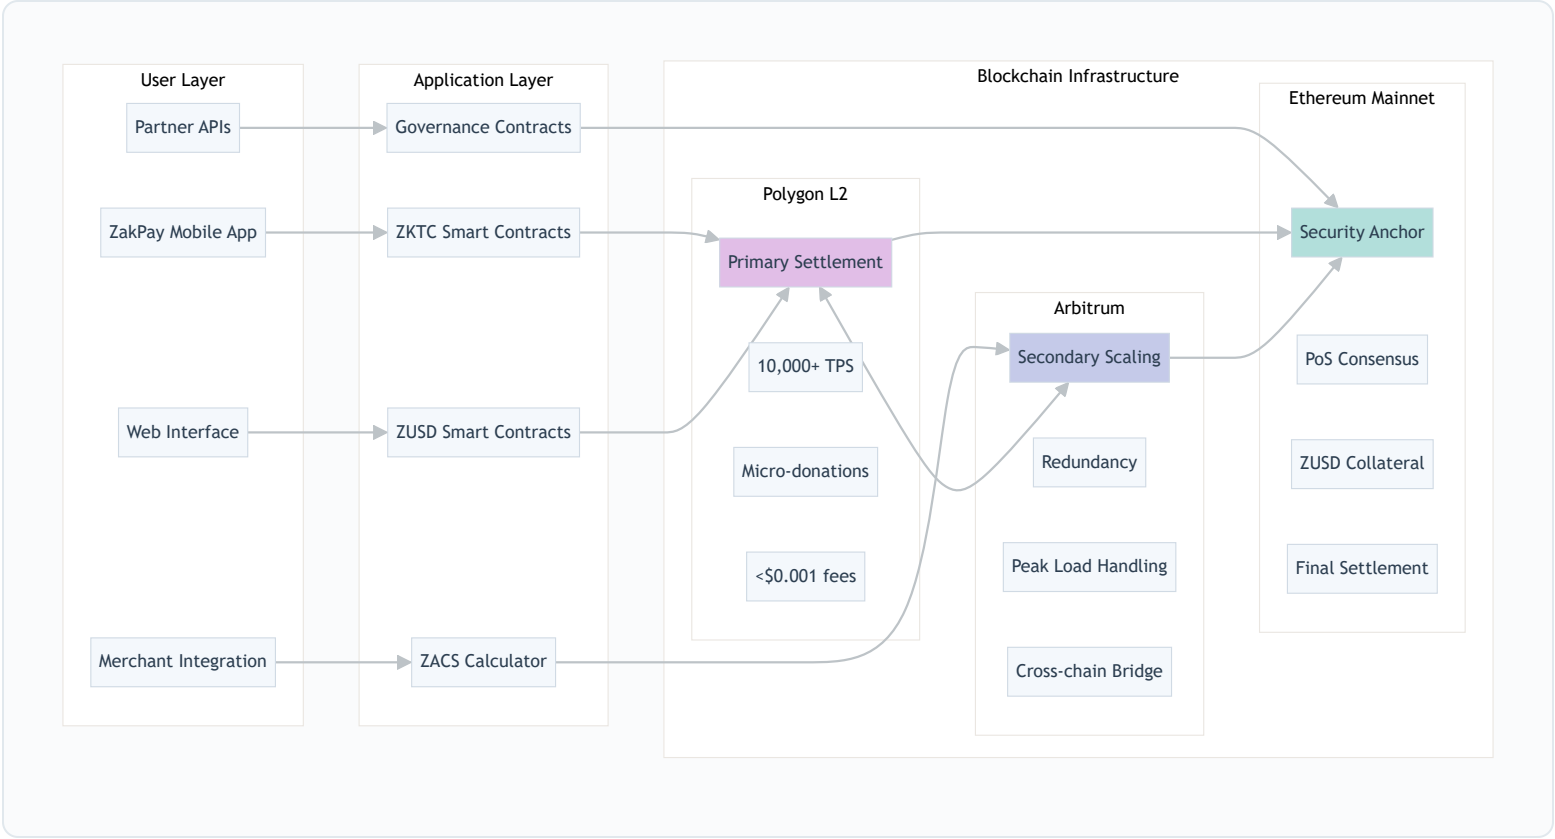 User Layer
Partner APIs
ZakPay Mobile App
Web Interface
Merchant Integration
Application Layer
Governance Contracts
ZKTC Smart Contracts
ZUSD Smart Contracts
ZACS Calculator
Blockchain Infrastructure
Polygon L2
Primary Settlement
10,000+ TPS
Micro-donations
<$0.001 fees
Arbitrum
Secondary Scaling
Redundancy
Peak Load Handling
Cross-chain Bridge
Ethereum Mainnet
Security Anchor
PoS Consensus
ZUSD Collateral
Final Settlement